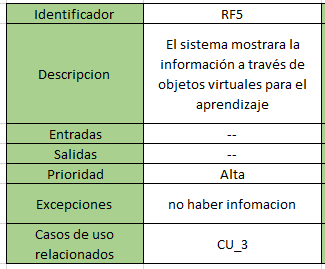 Identificador RF5
El sistema mostrara la
información a través de
Descripcion
objetos virtuales para el
aprendizaje
Entradas --
Salidas --
Prioridad Alta
Excepciones no haber infomacion
Casos de uso
relacionados
CU_3